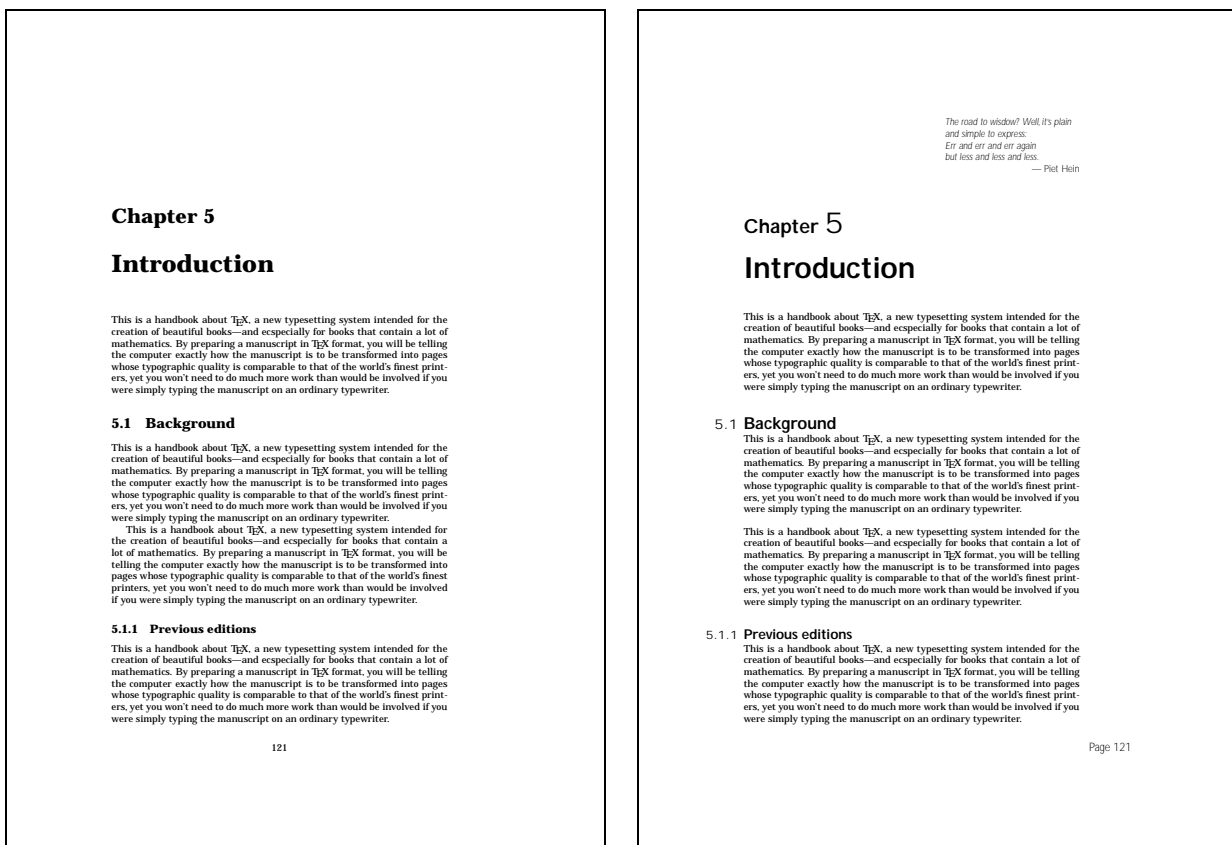 Chapter 5
Introduction
This is a handbook about TEX, a new typesetting system intended for the
creation of beautiful books—and ecspecially for books that contain a lot of
mathematics. By preparing a manuscript in TEX format, you will be telling
the computer exactly how the manuscript is to be transformed into pages
whose typographic quality is comparable to that of the world's finest print-
ers, yet you won't need to do much more work than would be involved if you
were simply typing the manuscript on an ordinary typewriter.
5.1 Background
This is a handbook about TEX, a new typesetting system intended for the
creation of beautiful books—and ecspecially for books that contain a lot of
mathematics. By preparing a manuscript in TEX format, you will be telling
the computer exactly how the manuscript is to be transformed into pages
whose typographic quality is comparable to that of the world's finest print-
ers, yet you won't need to do much more work than would be involved if you
were simply typing the manuscript on an ordinary typewriter.
This is a handbook about TEX, a new typesetting system intended for
the creation of beautiful books—and ecspecially for books that contain a
lot of mathematics. By preparing a manuscript in TEX format, you will be
telling the computer exactly how the manuscript is to be transformed into
pages whose typographic quality is comparable to that of the world's finest
printers, yet you won't need to do much more work than would be involved
if you were simply typing the manuscript on an ordinary typewriter.
5.1.1 Previous editions
This is a handbook about TEX, a new typesetting system intended for the
creation of beautiful books—and ecspecially for books that contain a lot of
mathematics. By preparing a manuscript in TEX format, you will be telling
the computer exactly how the manuscript is to be transformed into pages
whose typographic quality is comparable to that of the world's finest print-
ers, yet you won't need to do much more work than would be involved if you
were simply typing the manuscript on an ordinary typewriter.
121
The road to wisdow? Well, it's plain
and simple to express:
Err and err and err again
but less and less and less.
— Piet Hein
Chapter 5
Introduction
This is a handbook about TEX, a new typesetting system intended for the
creation of beautiful books—and ecspecially for books that contain a lot of
mathematics. By preparing a manuscript in TEX format, you will be telling
the computer exactly how the manuscript is to be transformed into pages
whose typographic quality is comparable to that of the world's finest print-
ers, yet you won't need to do much more work than would be involved if you
were simply typing the manuscript on an ordinary typewriter.
5.1 Background
This is a handbook about TEX, a new typesetting system intended for the
creation of beautiful books—and ecspecially for books that contain a lot of
mathematics. By preparing a manuscript in TEX format, you will be telling
the computer exactly how the manuscript is to be transformed into pages
whose typographic quality is comparable to that of the world's finest print-
ers, yet you won't need to do much more work than would be involved if you
were simply typing the manuscript on an ordinary typewriter.
This is a handbook about TEX, a new typesetting system intended for the
creation of beautiful books—and ecspecially for books that contain a lot of
mathematics. By preparing a manuscript in TEX format, you will be telling
the computer exactly how the manuscript is to be transformed into pages
whose typographic quality is comparable to that of the world's finest print-
ers, yet you won't need to do much more work than would be involved if you
were simply typing the manuscript on an ordinary typewriter.
5.1.1 Previous editions
This is a handbook about TEX, a new typesetting system intended for the
creation of beautiful books—and ecspecially for books that contain a lot of
mathematics. By preparing a manuscript in TEX format, you will be telling
the computer exactly how the manuscript is to be transformed into pages
whose typographic quality is comparable to that of the world's finest print-
ers, yet you won't need to do much more work than would be involved if you
were simply typing the manuscript on an ordinary typewriter.
Page 121